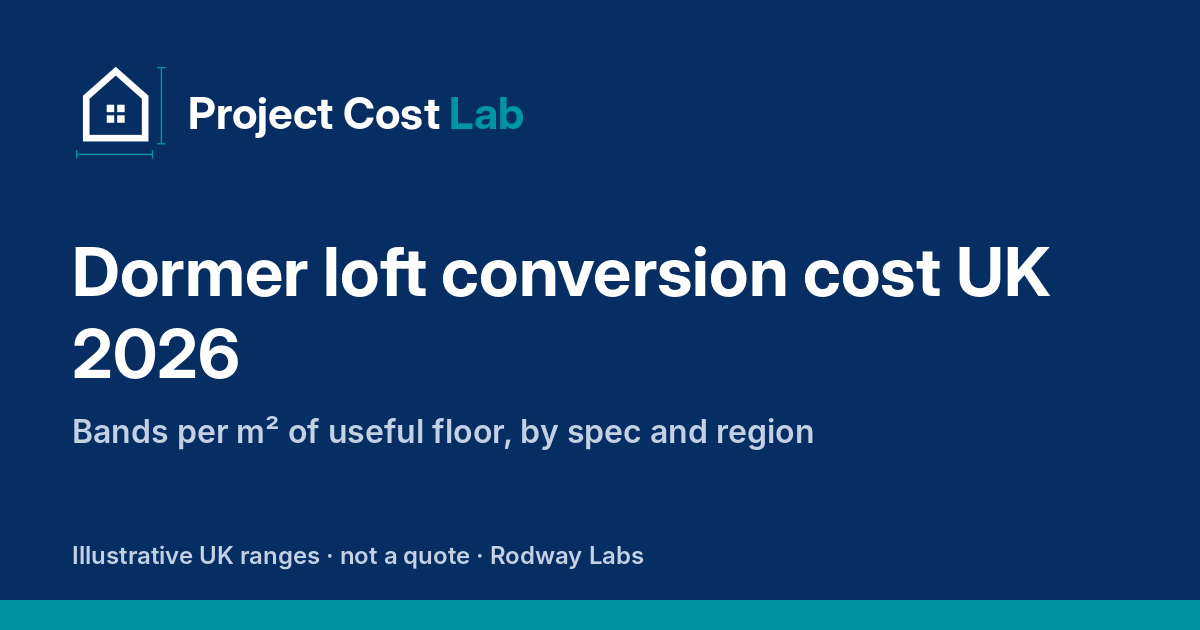 Project Cost Lab
Dormer loft conversion cost UK
2026
Bands per m² of useful floor, by spec and region
Illustrative UK ranges · not a quote · Rodway Labs